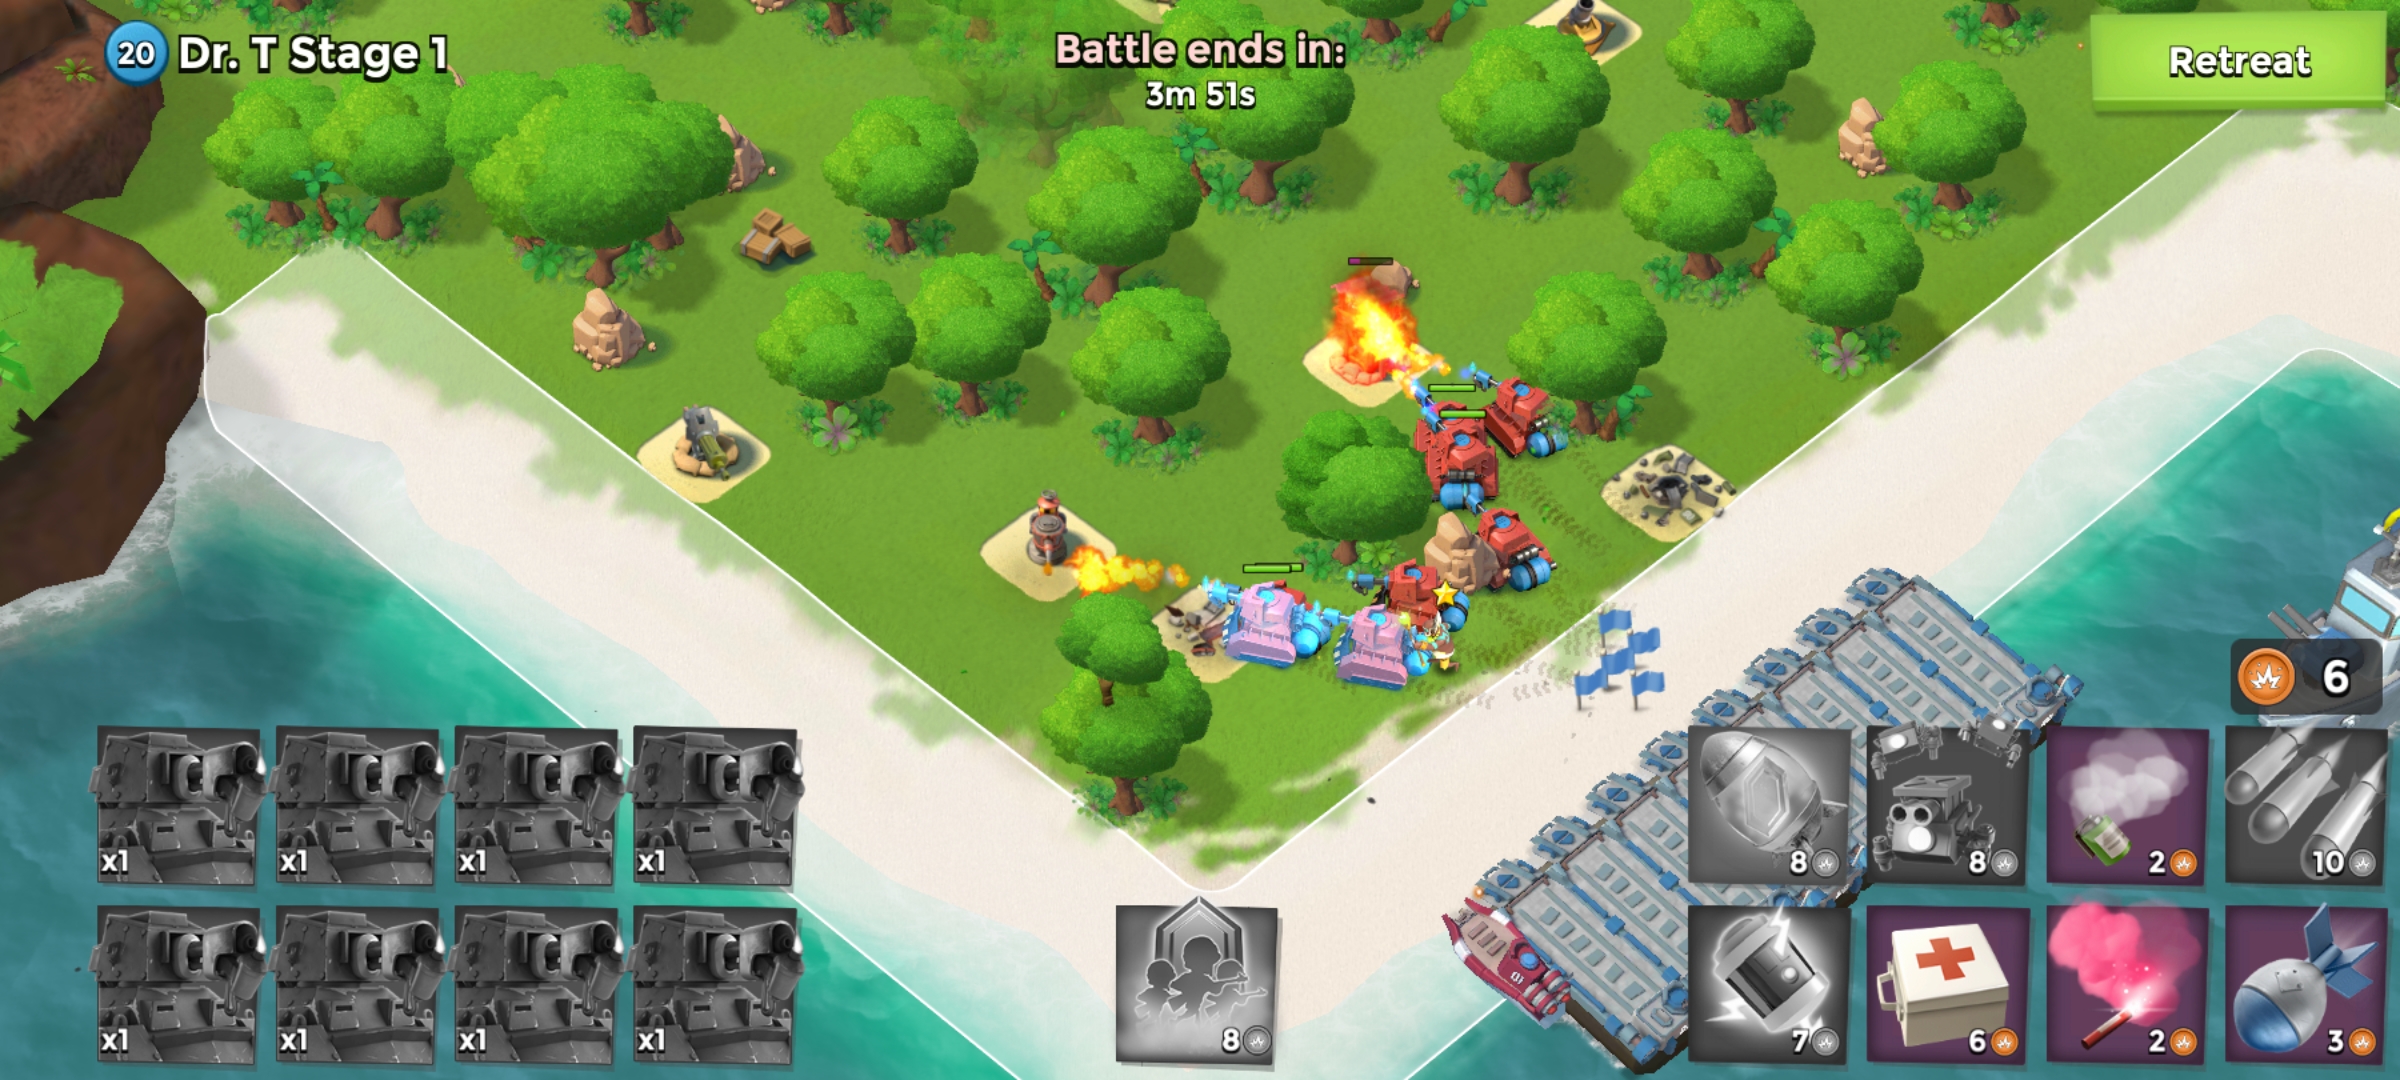 20 Dr. T Stage 1
Battle ends in:
3m 51s
Retreat
6
x1 x1 x1 x1
8 8 2 10
x1 x1 x1 x1
8
7 6 2 3